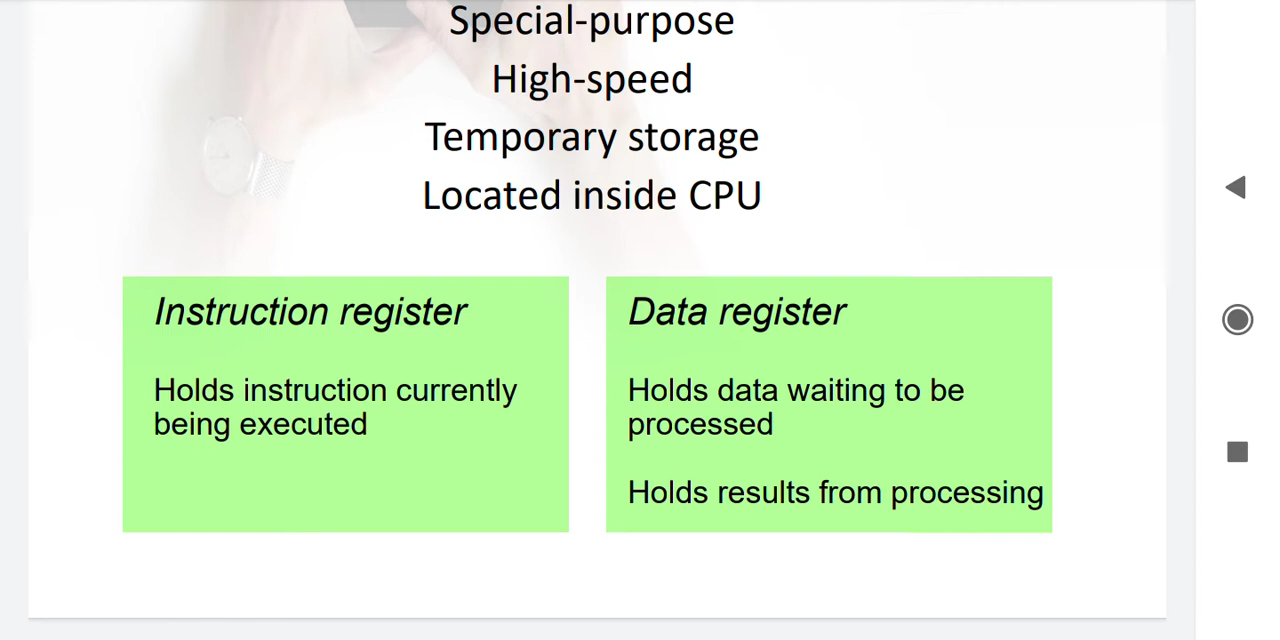 Special-purpose
High-speed
Temporary storage
Located inside CPU
Instruction register
Holds instruction currently
being executed
Data register
Holds data waiting to be
processed
Holds results from processing